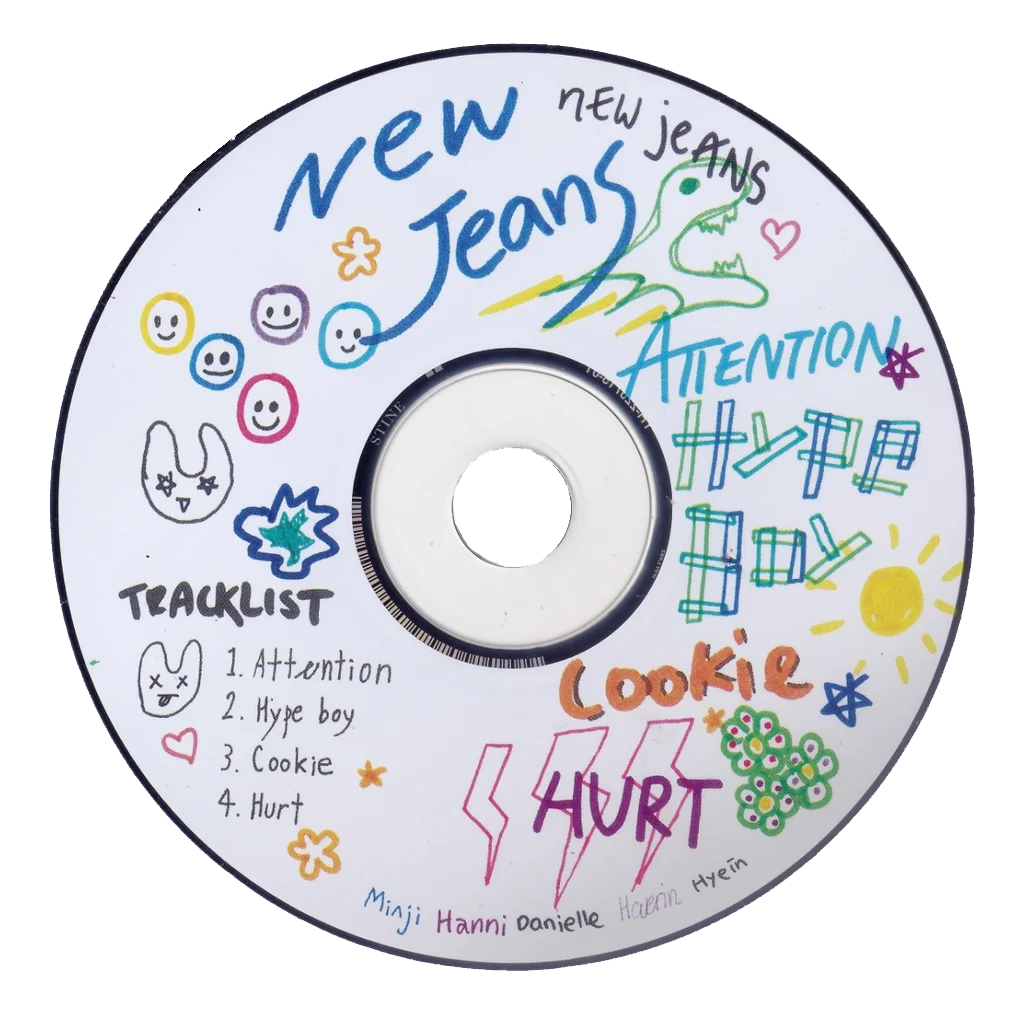 New
Jeans
NEW jEANS
ATTENTION
HYPE
BOY
TRACKLIST
1. Attention
2. Hype boy
3. Cookie
4. Hurt
COOKiE
HURT
Minji Hanni Danielle Haerin Hyein
STINE